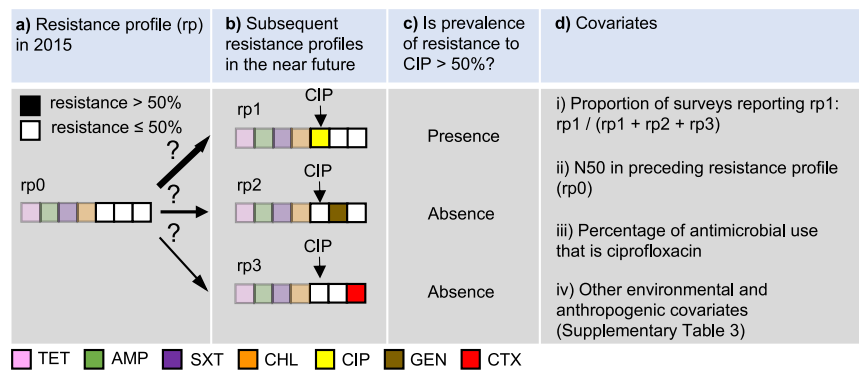 a) Resistance profile (rp)
in 2015
b) Subsequent
resistance profiles
in the near future
c) Is prevalence
of resistance to
CIP > 50%?
d) Covariates
resistance > 50%
resistance ≤ 50%
rp0
?
?
?
CIP
rp1
CIP
rp2
CIP
rp3
Presence
Absence
Absence
i) Proportion of surveys reporting rp1:
rp1 / (rp1 + rp2 + rp3)
ii) N50 in preceding resistance profile
(rp0)
iii) Percentage of antimicrobial use
that is ciprofloxacin
iv) Other environmental and
anthropogenic covariates
(Supplementary Table 3)
TET AMP SXT CHL CIP GEN CTX